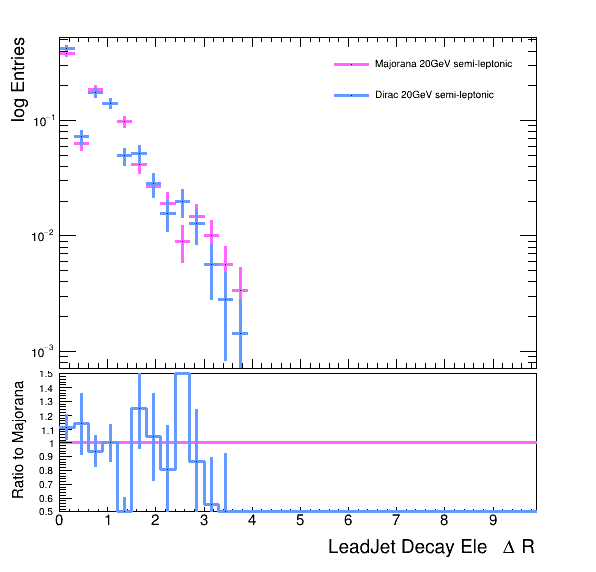 log Entries
10⁻¹
10⁻²
10⁻³
Majorana 20GeV semi-leptonic
Dirac 20GeV semi-leptonic
Ratio to Majorana
1.5
1.4
1.3
1.2
1.1
1
0.9
0.8
0.7
0.6
0.5
0 1 2 3 4 5 6 7 8 9
LeadJet Decay Ele Δ R